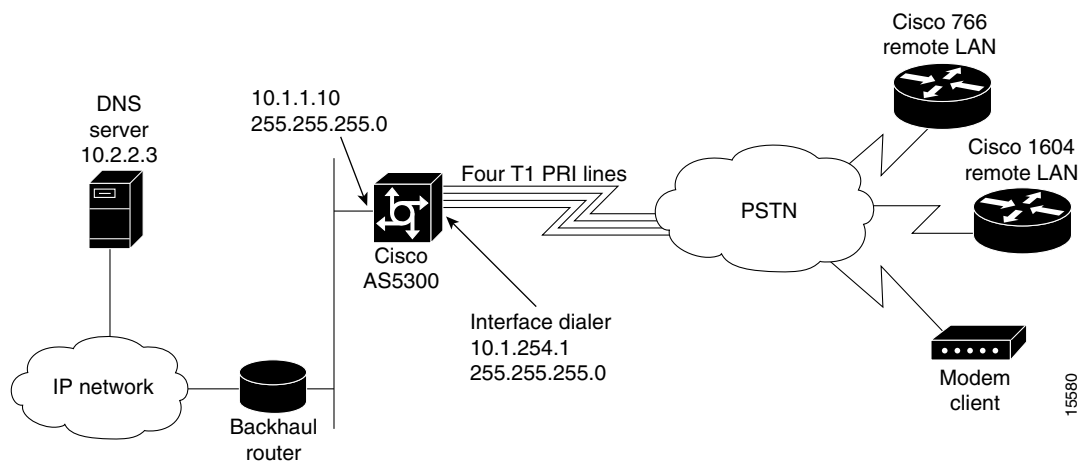 DNS
server
10.2.2.3
10.1.1.10
255.255.255.0
Cisco
AS5300
Four T1 PRI lines
Interface dialer
10.1.254.1
255.255.255.0
IP network
Backhaul
router
PSTN
Cisco 766
remote LAN
Cisco 1604
remote LAN
Modem
client
15580